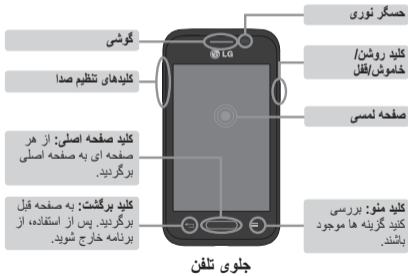 حسگر نوری
گوشی
LG
کلید روشن/
خاموش/قفل
کلیدهای تنظیم صدا
صفحه لمسی
کلید صفحه اصلی: از هر
صفحه ای به صفحه اصلی
برگردید.
کلید منو: بررسی
کنید گزینه ها موجود
باشند.
کلید برگشت: به صفحه قبل
برگردید. پس از استفاده، از
برنامه خارج شوید.
جلوی تلفن